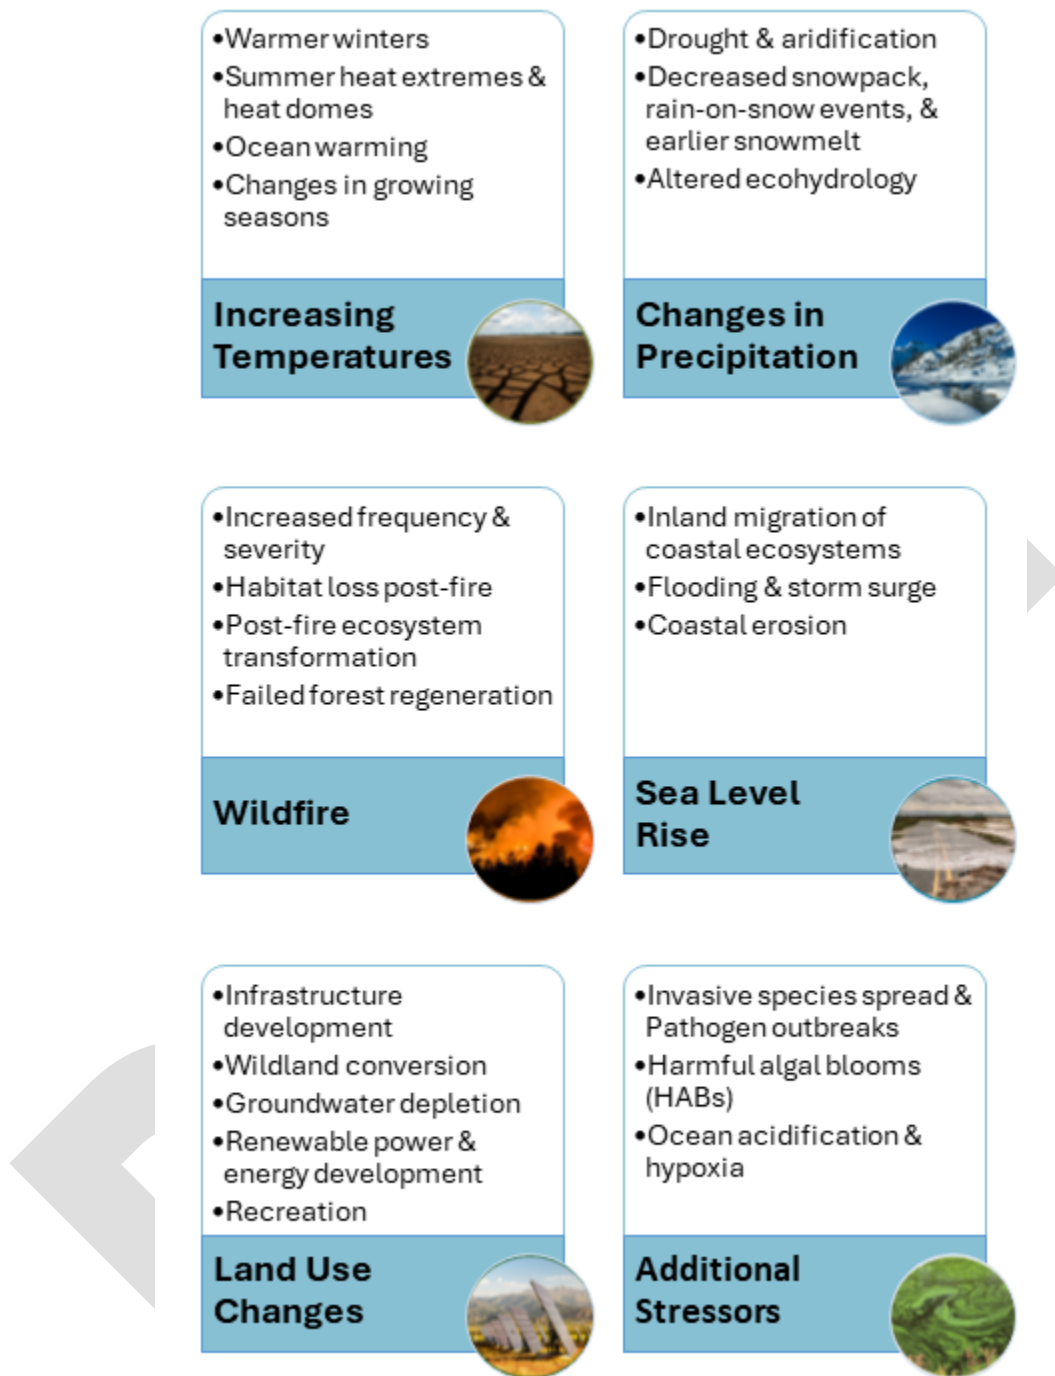 •Warmer winters
•Summer heat extremes &
heat domes
•Ocean warming
•Changes in growing
seasons
Increasing
Temperatures
•Drought & aridification
•Decreased snowpack,
rain-on-snow events, &
earlier snowmelt
•Altered ecohydrology
Changes in
Precipitation
•Increased frequency &
severity
•Habitat loss post-fire
•Post-fire ecosystem
transformation
•Failed forest regeneration
Wildfire
•Inland migration of
coastal ecosystems
•Flooding & storm surge
•Coastal erosion
Sea Level
Rise
•Infrastructure
development
•Wildland conversion
•Groundwater depletion
•Renewable power &
energy development
•Recreation
Land Use
Changes
•Invasive species spread &
Pathogen outbreaks
•Harmful algal blooms
(HABs)
•Ocean acidification &
hypoxia
Additional
Stressors